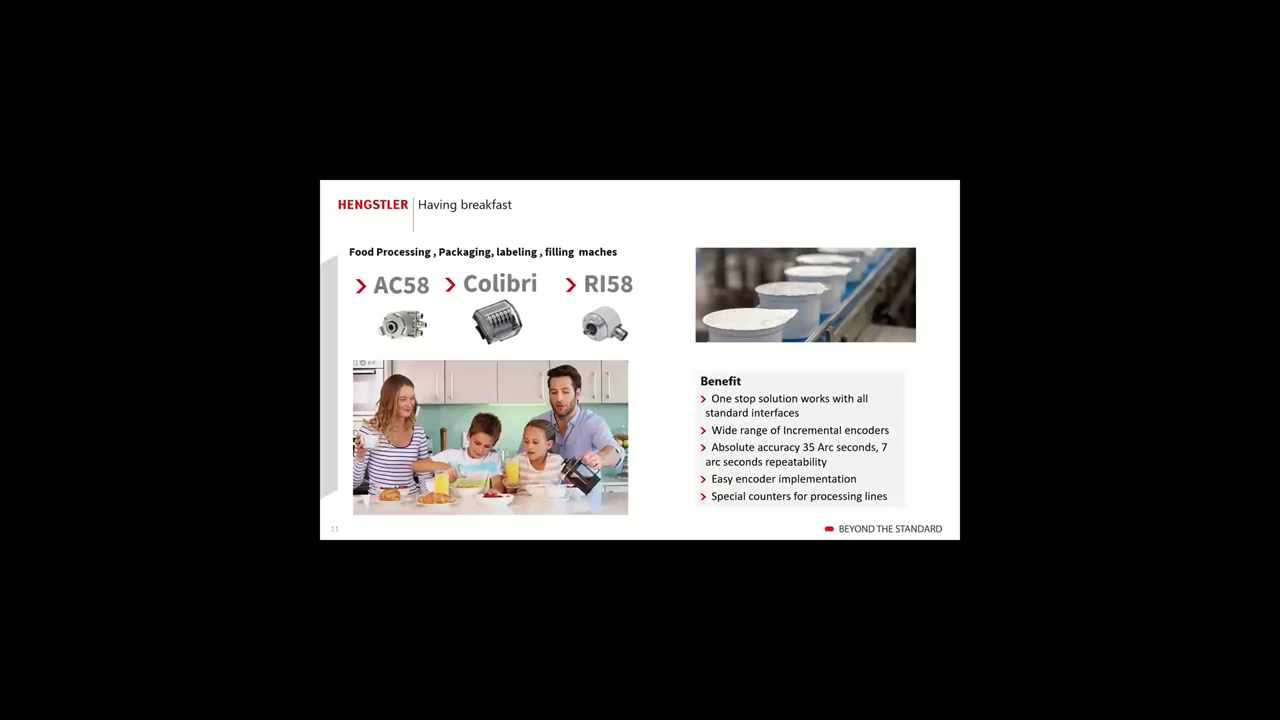 HENGSTLER Having breakfast
Food Processing , Packaging, labeling , filling maches
AC58 Colibri RI58
Benefit
One stop solution works with all
standard interfaces
Wide range of Incremental encoders
Absolute accuracy 35 Arc seconds, 7
arc seconds repeatability
Easy encoder implementation
Special counters for processing lines
11
BEYOND THE STANDARD